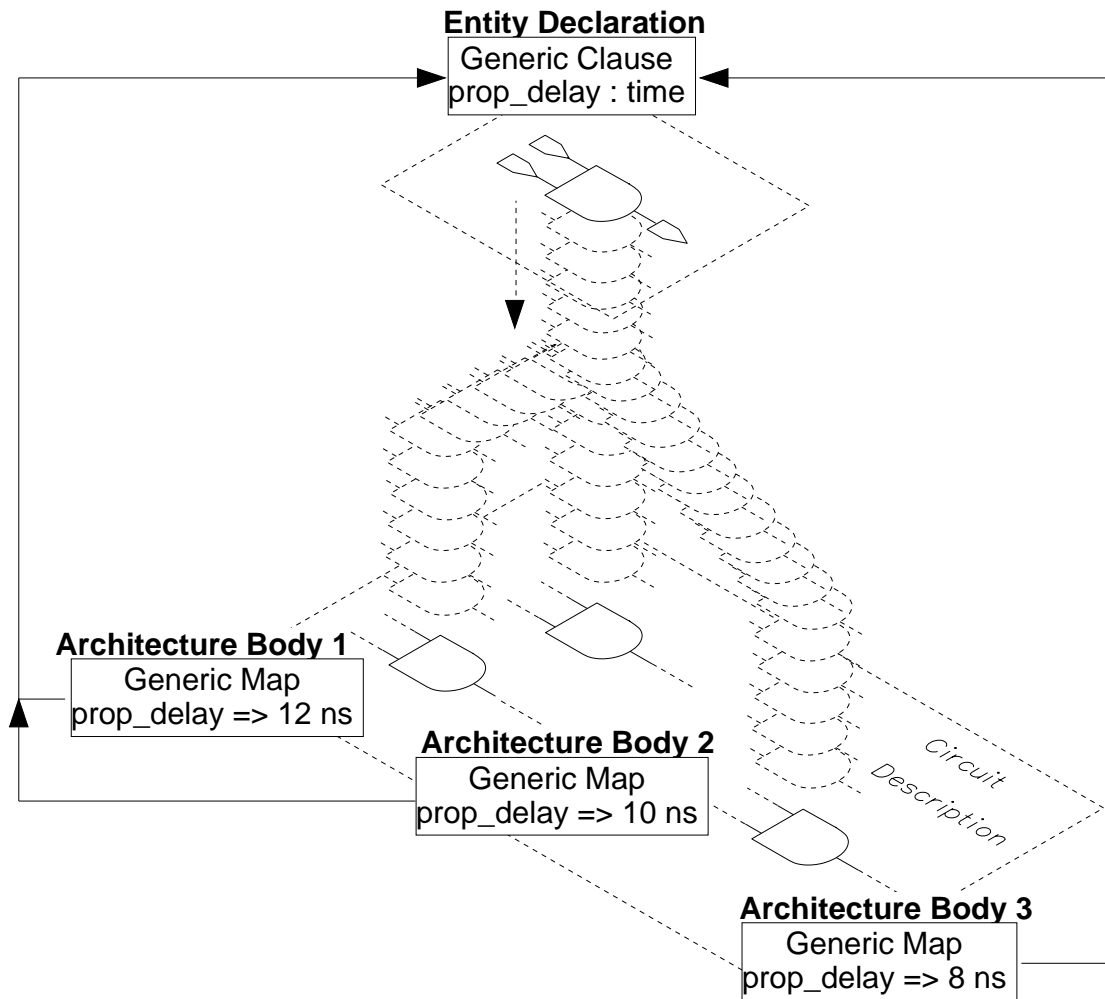 Entity Declaration
Generic Clause
prop_delay : time
Architecture Body 1
Generic Map
prop_delay => 12 ns
Architecture Body 2
Generic Map
prop_delay => 10 ns
Circuit
Description
Architecture Body 3
Generic Map
prop_delay => 8 ns